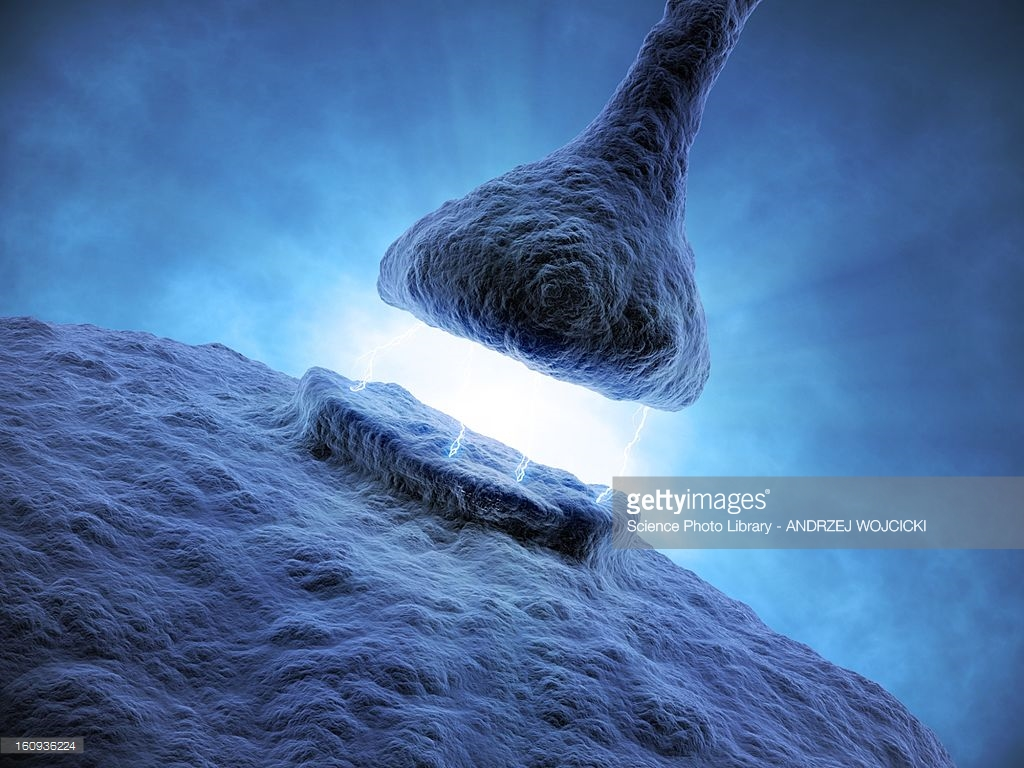 gettyimages®
Science Photo Library - ANDRZEJ WOJCICKI
160936224